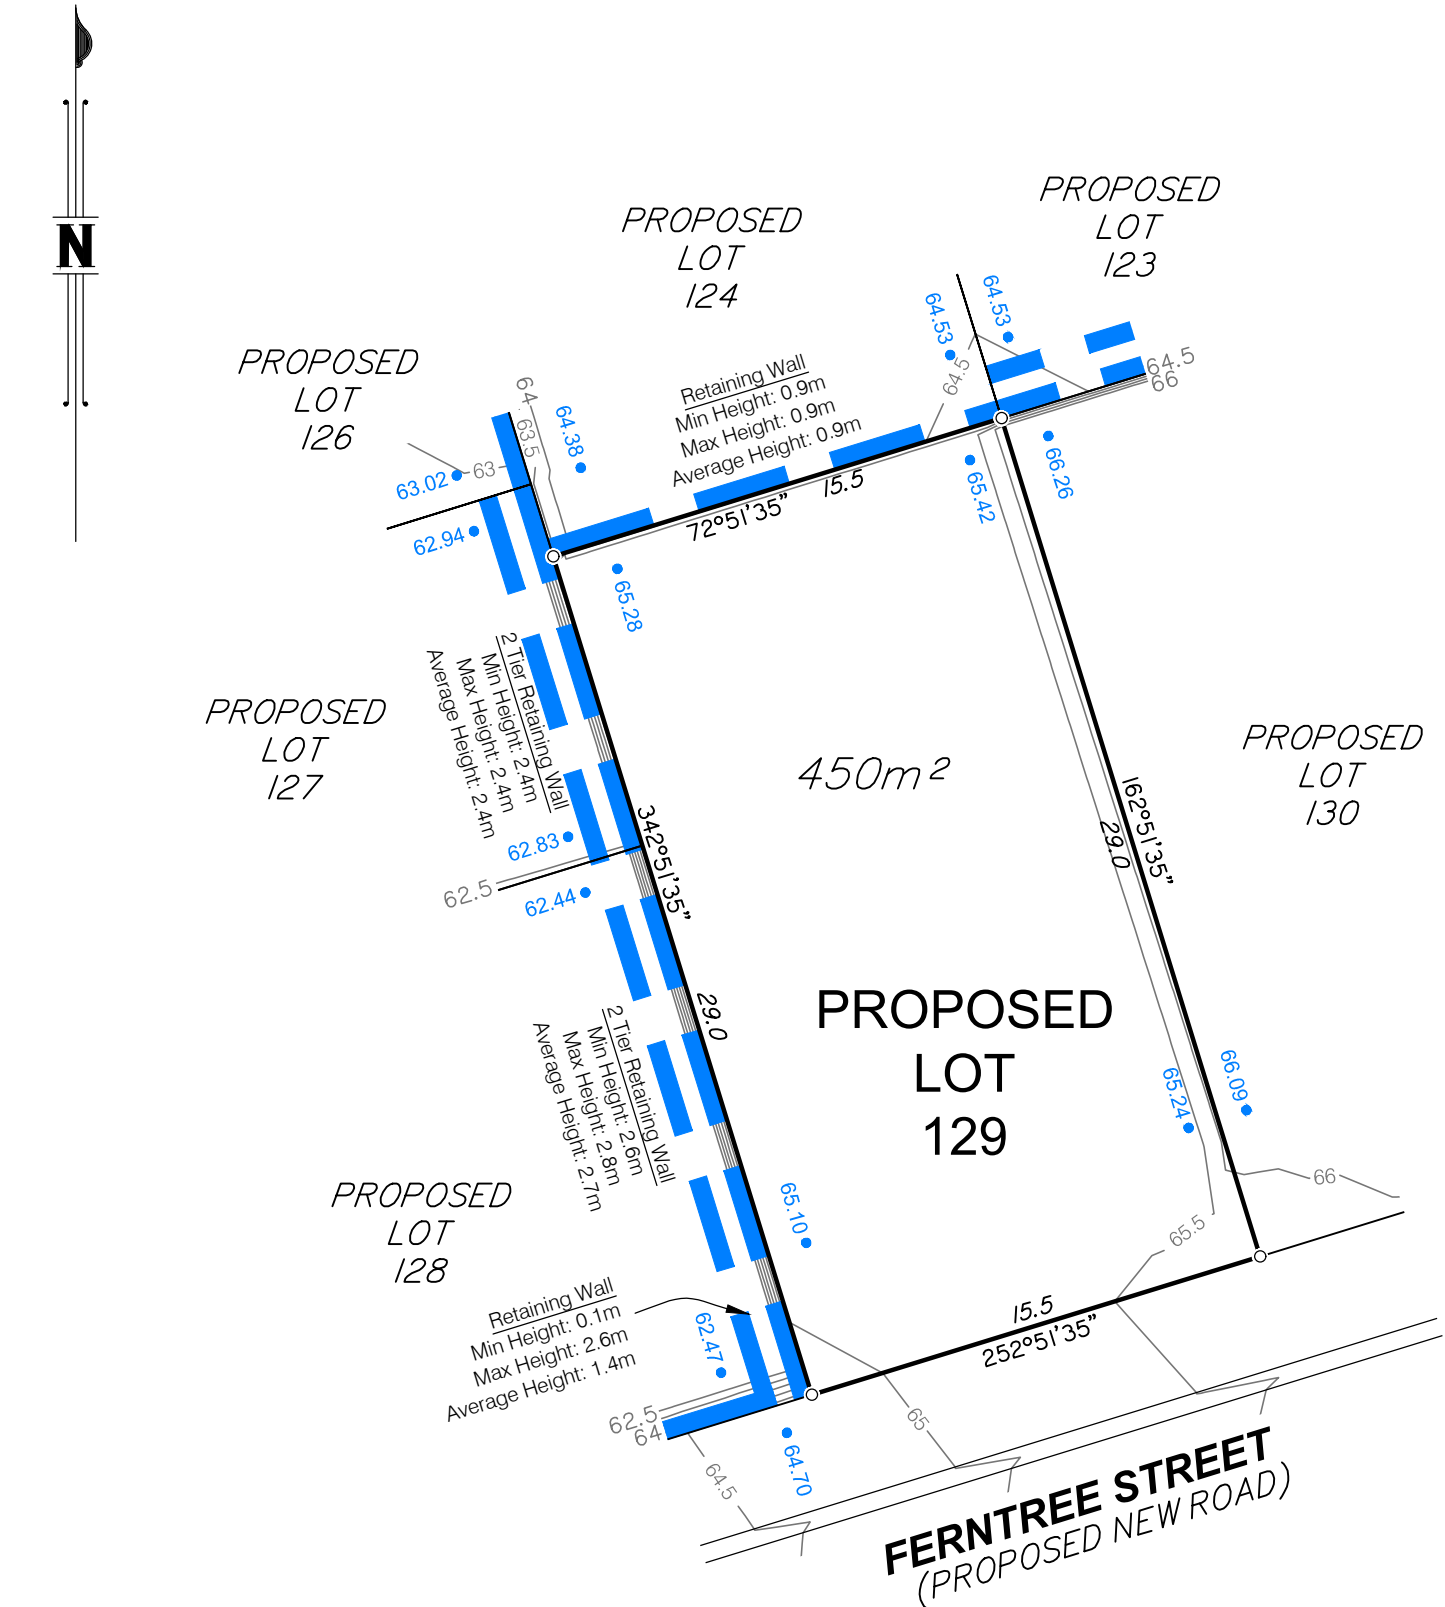 N
PROPOSED
LOT
123
PROPOSED
LOT
124
PROPOSED
LOT
126
64.53
64.53
64.5
64.5
66
Retaining Wall
Min Height: 0.9m
Max Height: 0.9m
Average Height: 0.9m
64
63.5
64.38
63
63.02
62.94
15.5
72°51'35"
65.42
66.26
65.28
2 Tier Retaining Wall
Min Height: 2.4m
Max Height: 2.4m
Average Height: 2.4m
PROPOSED
LOT
127
450m²
PROPOSED
LOT
130
162°51'35"
29.0
62.83
62.5
62.44
342°51'35"
29.0
PROPOSED
LOT
129
2 Tier Retaining Wall
Min Height: 2.6m
Max Height: 2.8m
Average Height: 2.7m
66.09
65.24
65.10
66
65.5
PROPOSED
LOT
128
Retaining Wall
Min Height: 0.1m
Max Height: 2.6m
Average Height: 1.4m
62.47
62.5
64
64.5
64.70
65
15.5
252°51'35"
FERNTREE STREET
(PROPOSED NEW ROAD)